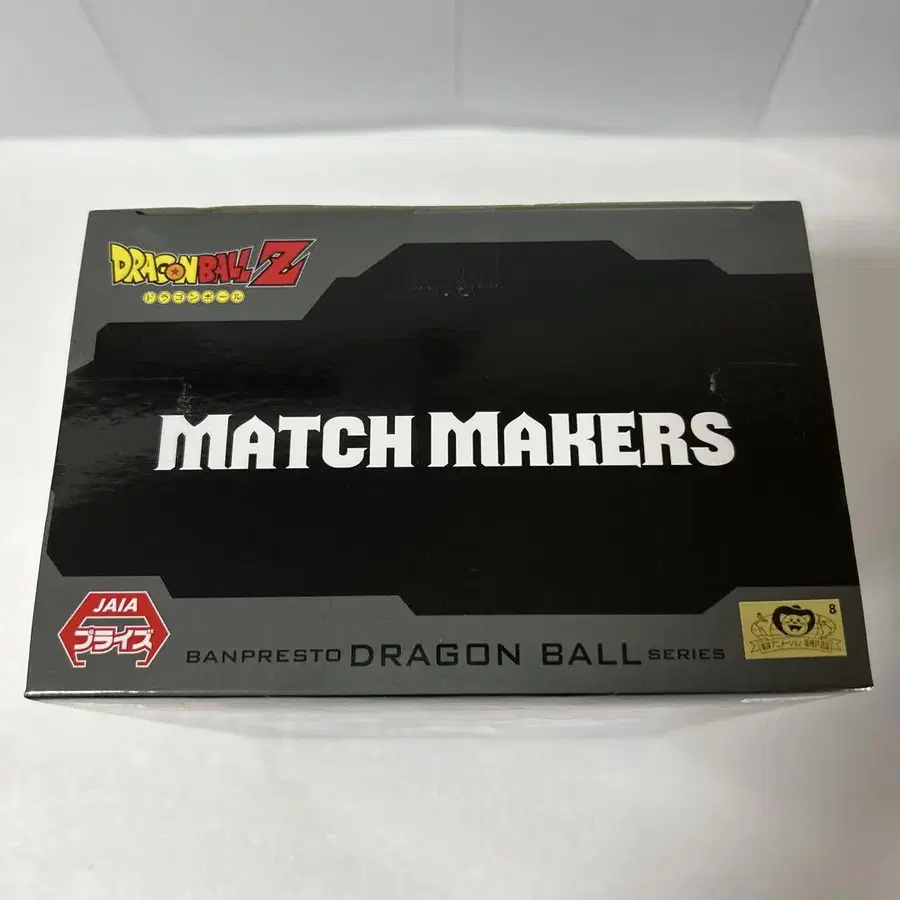 DRAGON BALL Z
ドラゴンボール
MATCH MAKERS
JAIA
プライズ
BANPRESTO DRAGON BALL SERIES
8